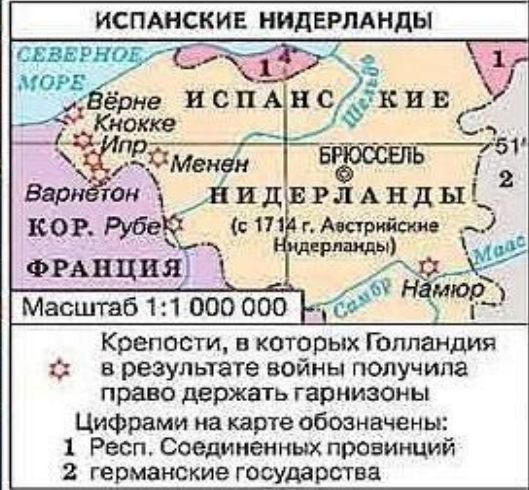 ИСПАНСКИЕ НИДЕРЛАНДЫ
СЕВЕРНОЕ
МОРЕ
1
4°
1
Вёрне
Кнокке
Ипр
ИСПАНСКИЕ
Шельда
Менен
БРЮССЕЛЬ
51°
2
Варнетон
НИДЕРЛАНДЫ
КОР. ФРАНЦИЯ
Рубе
(с 1714 г. Австрийские
Нидерланды)
Маас
Самбр
Намюр
Масштаб 1:1 000 000
Крепости, в которых Голландия
в результате войны получила
право держать гарнизоны
Цифрами на карте обозначены:
1 Респ. Соединенных провинций
2 германские государства